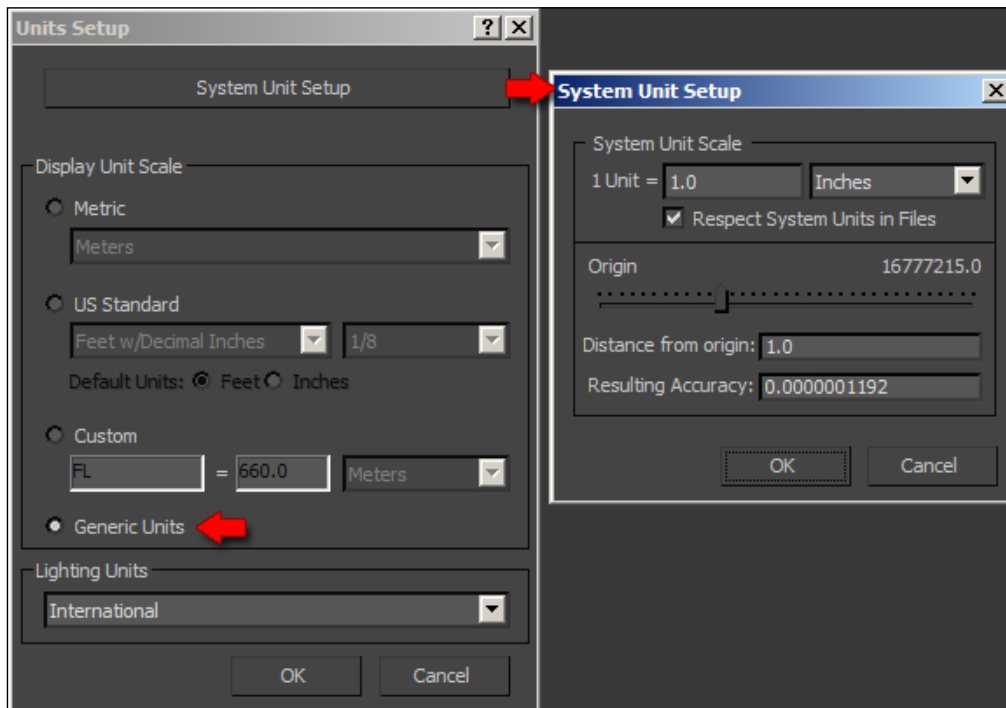 Units Setup
System Unit Setup
Display Unit Scale
Metric
Meters
US Standard
Feet w/Decimal Inches 1/8
Default Units: Feet Inches
Custom
FL = 660.0 Meters
Generic Units
Lighting Units
International
OK Cancel
System Unit Setup
System Unit Scale
1 Unit = 1.0 Inches
Respect System Units in Files
Origin 16777215.0
Distance from origin: 1.0
Resulting Accuracy: 0.0000001192
OK Cancel